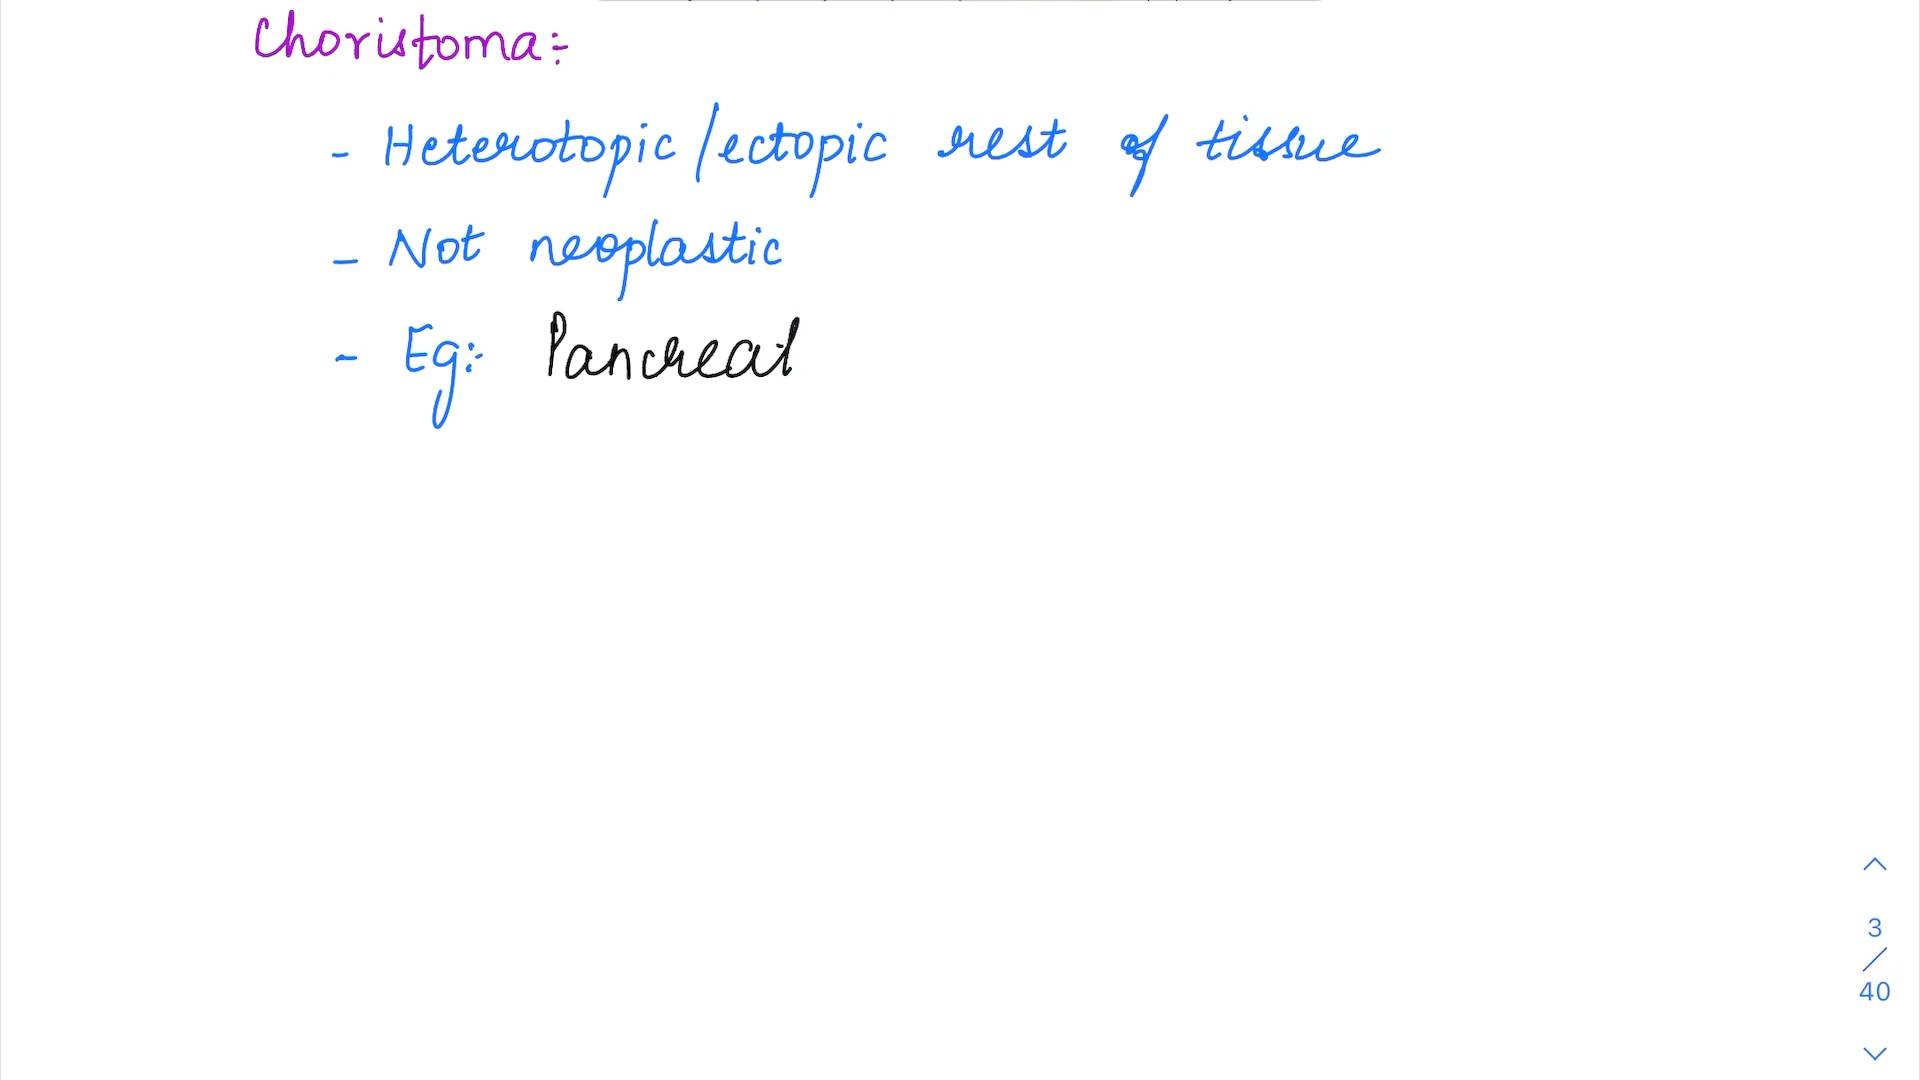 Choristoma:-
- Heterotopic/ectopic rest of tissue
- Not neoplastic
- Eg:- Pancreat
3
/
40